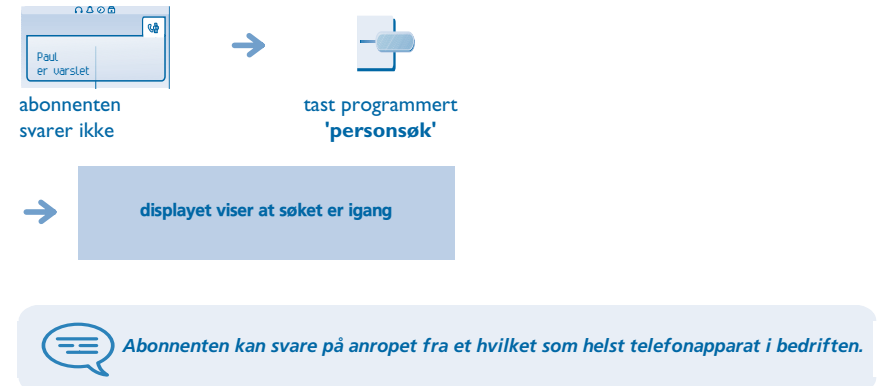 Paul
er varslet
abonnenten
svarer ikke
tast programmert
'personsøk'
displayet viser at søket er igang
Abonnenten kan svare på anropet fra et hvilket som helst telefonapparat i bedriften.